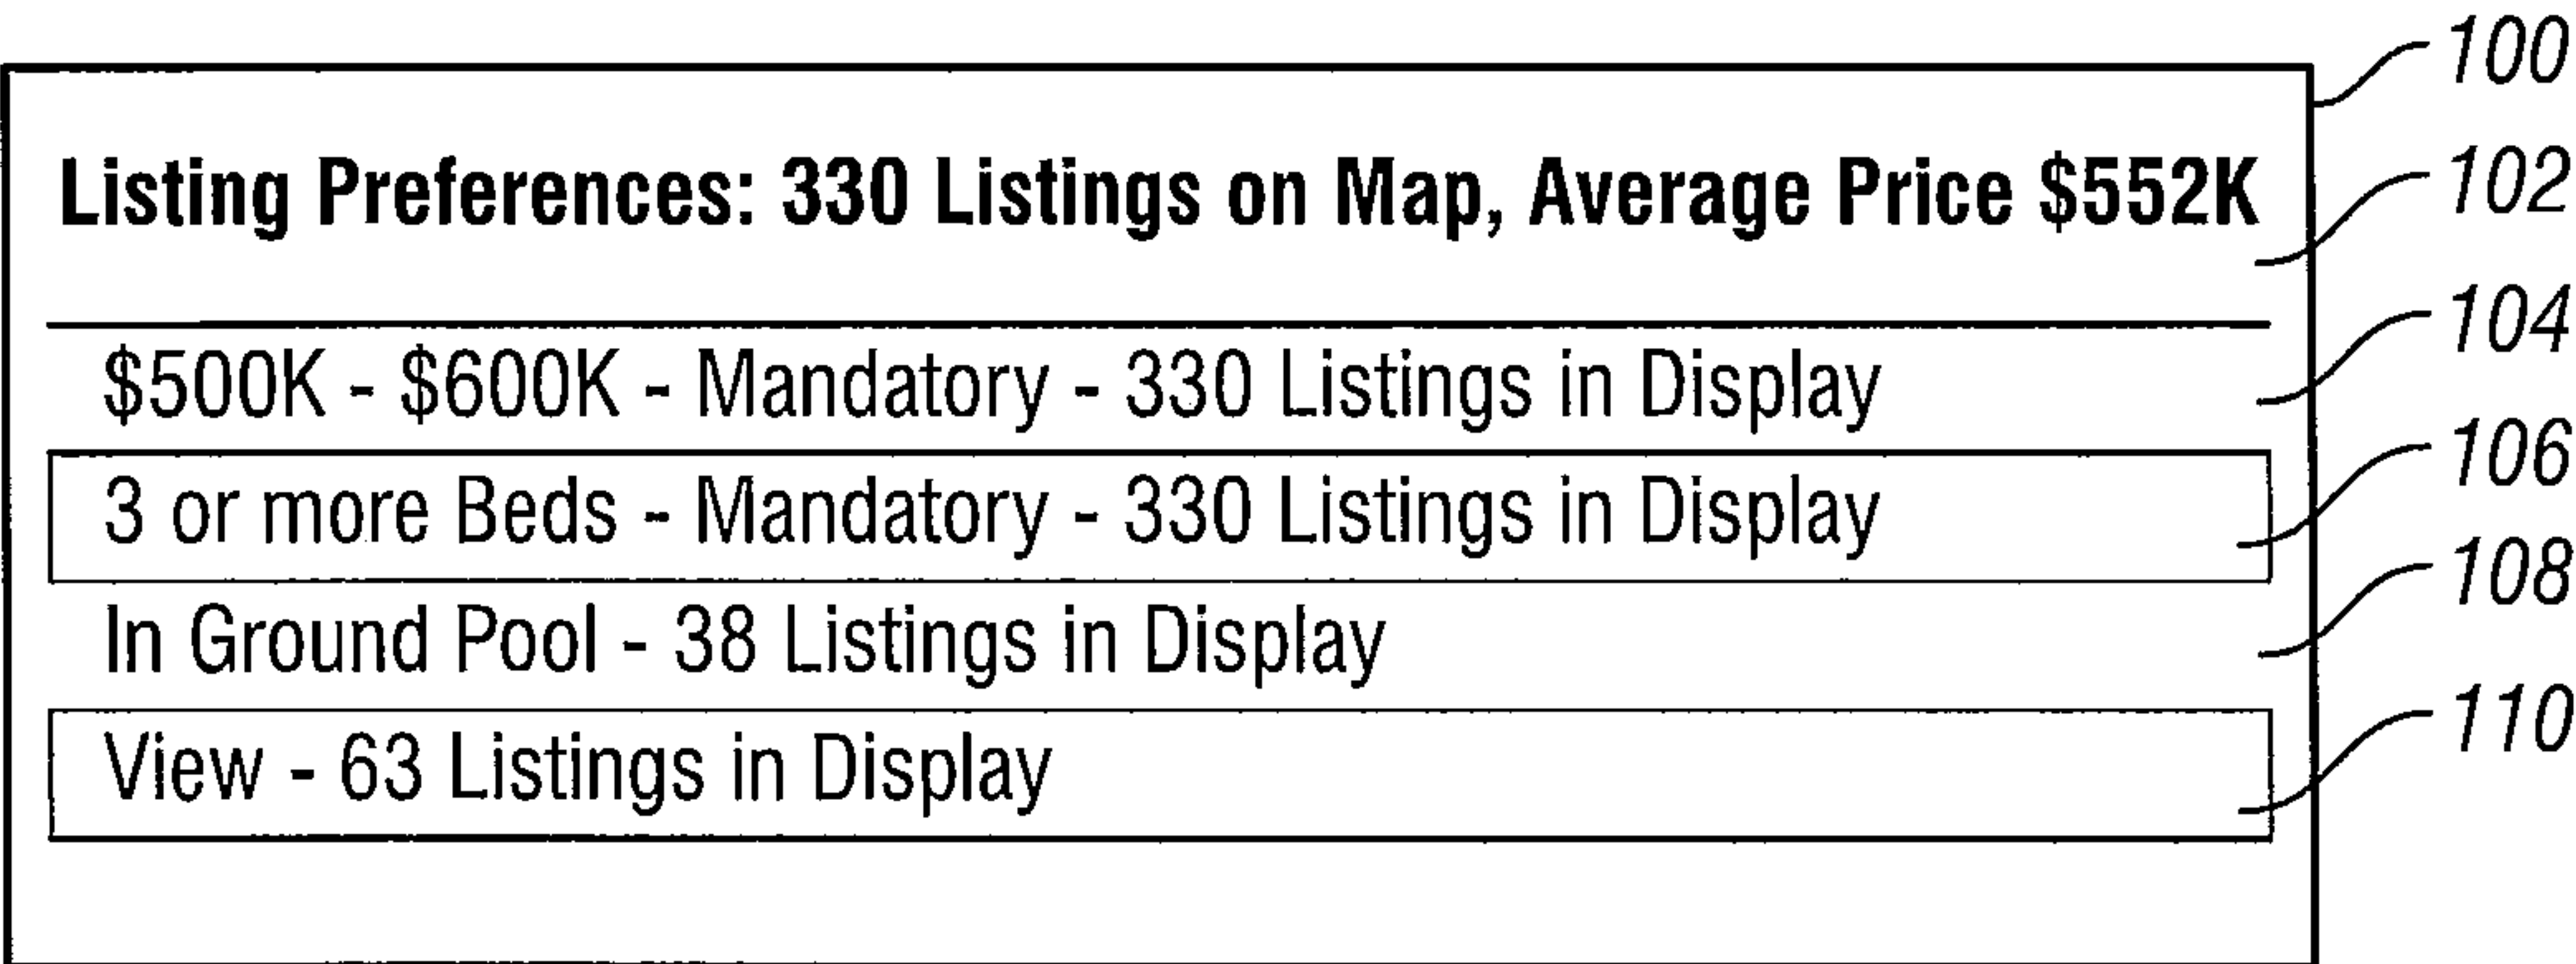 100
Listing Preferences: 330 Listings on Map, Average Price $552K
102
104
$500K - $600K - Mandatory - 330 Listings in Display
106
3 or more Beds - Mandatory - 330 Listings in Display
108
In Ground Pool - 38 Listings in Display
110
View - 63 Listings in Display